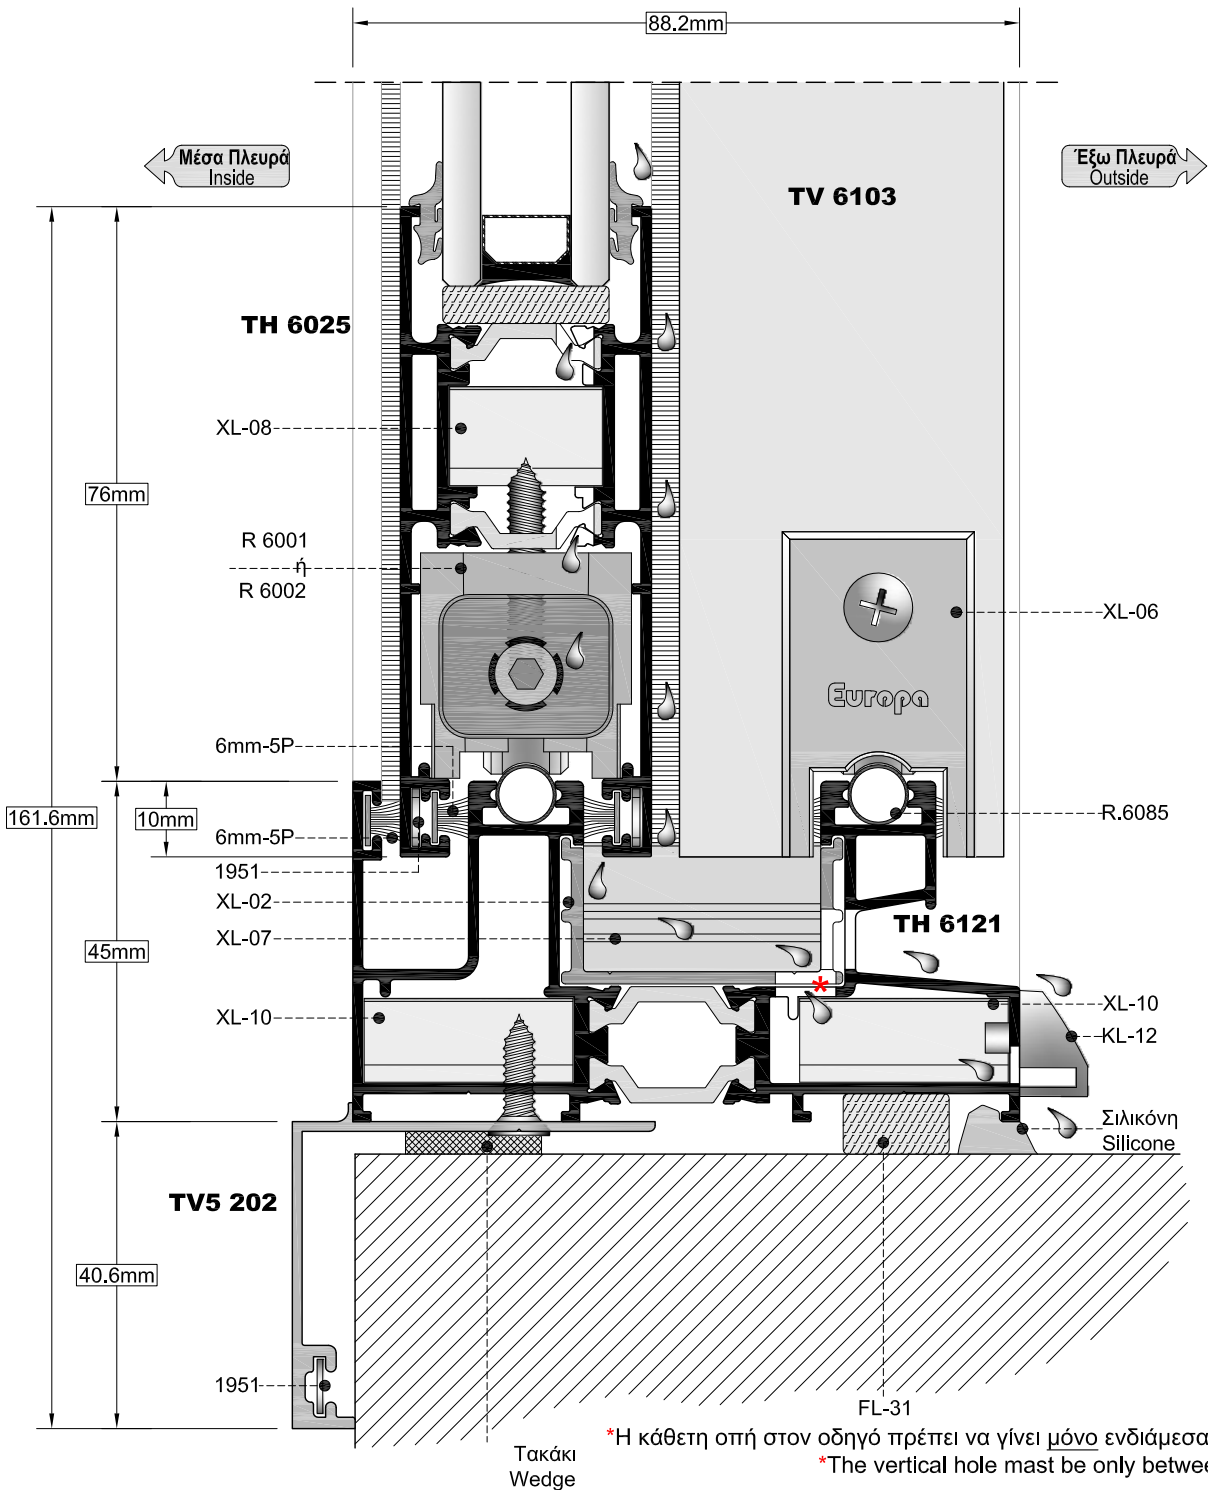 88.2mm
Μέσα Πλευρά
Inside
Έξω Πλευρά
Outside
TV 6103
TH 6025
XL-08
76mm
R 6001
ή
R 6002
XL-06
Europa
6mm-5P
161.6mm
10mm
R.6085
6mm-5P
1951
XL-02
TH 6121
XL-07
45mm
XL-10
XL-10
KL-12
Σιλικόνη
Silicone
TV5 202
40.6mm
1951
FL-31
*Η κάθετη οπή στον οδηγό πρέπει να γίνει μόνο ενδιάμεσα
Τακάκι
*The vertical hole mast be only betwee
Wedge